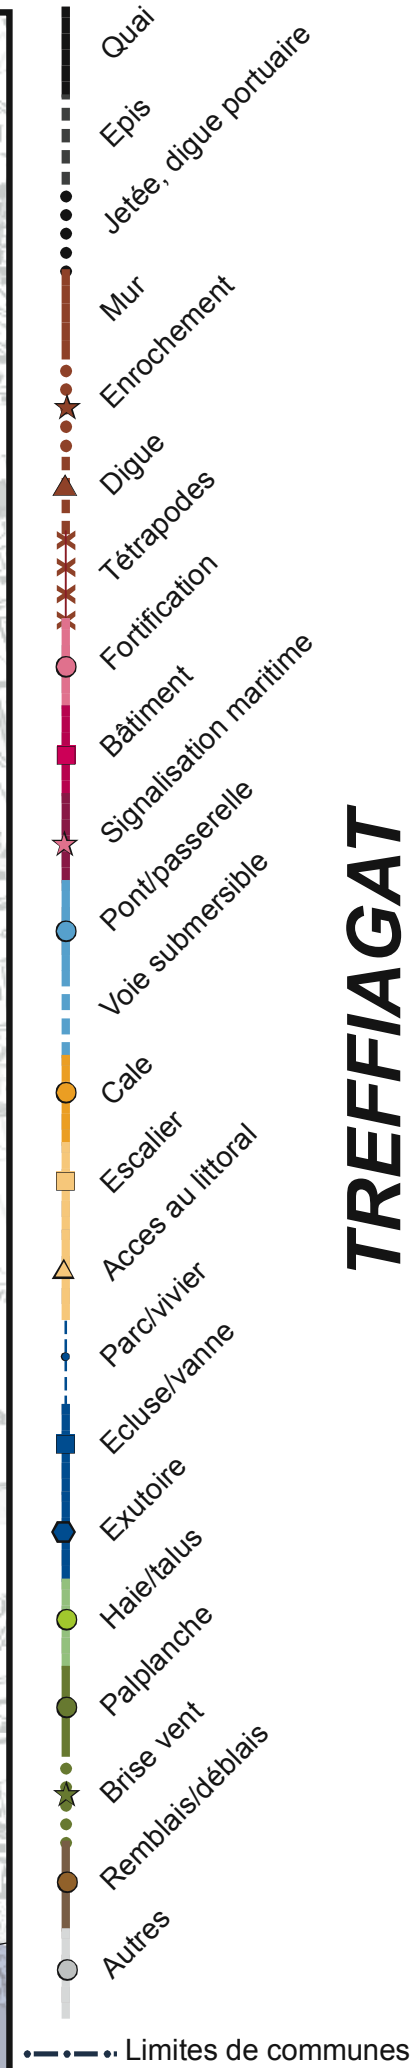 Quai
Epis
Jetée, digue portuaire
Mur
Enrochement
Digue
Tétrapodes
Fortification
Bâtiment
Signalisation maritime
Pont/passerelle
Voie submersible
Cale
Escalier
Acces au littoral
Parc/vivier
Ecluse/vanne
Exutoire
Haie/talus
Palplanche
Brise vent
Remblais/déblais
Autres
Limites de communes
TREFFIAGAT